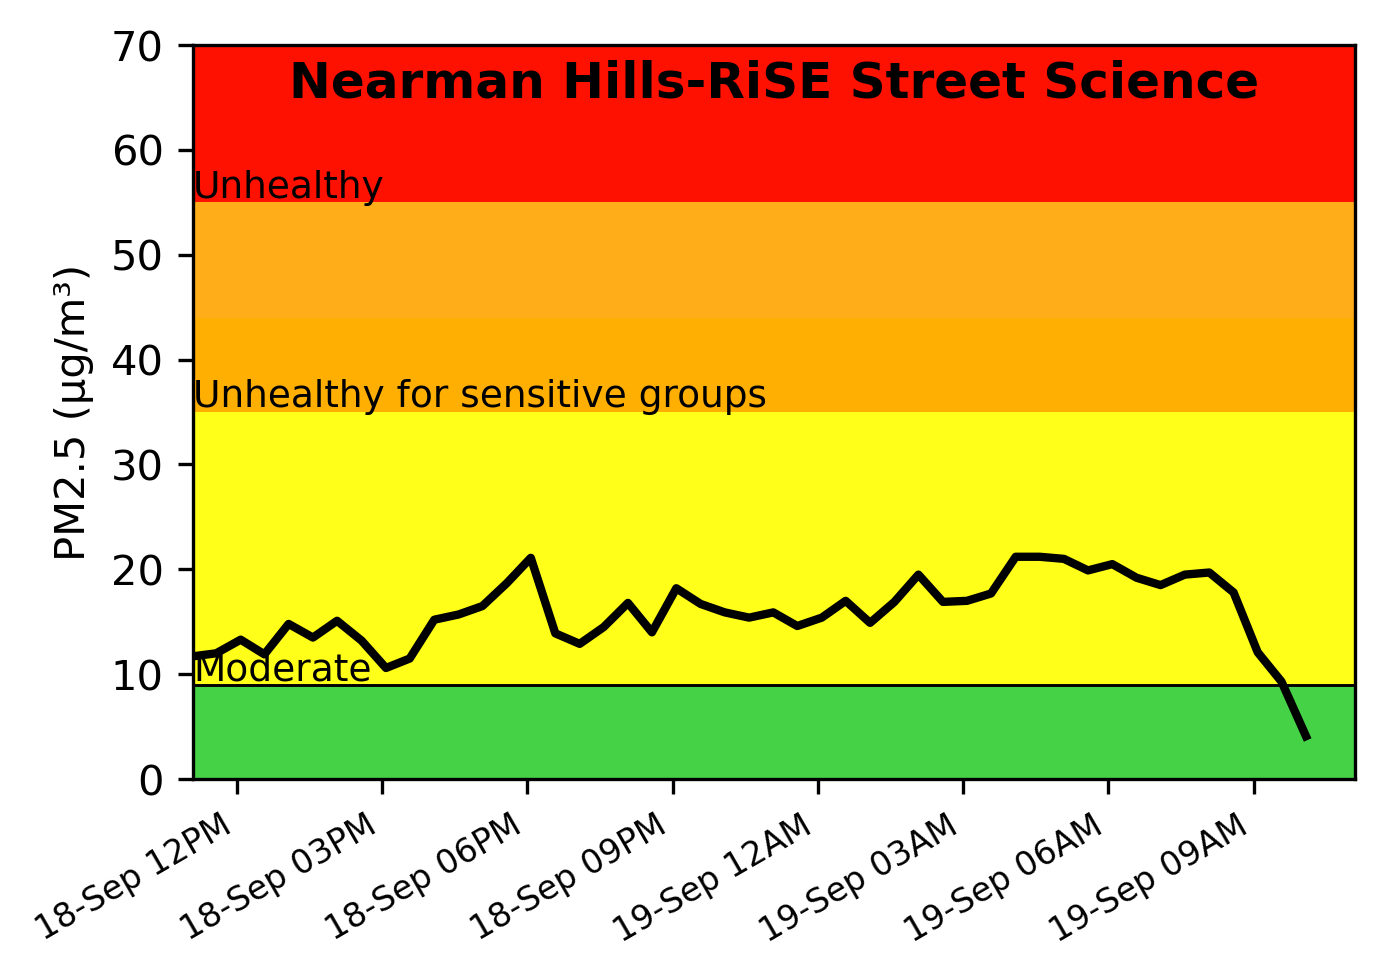 Nearman Hills-RiSE Street Science
70
60
50
40
30
20
10
0
PM2.5 (µg/m³)
Unhealthy
Unhealthy for sensitive groups
Moderate
18-Sep 12PM
18-Sep 03PM
18-Sep 06PM
18-Sep 09PM
19-Sep 12AM
19-Sep 03AM
19-Sep 06AM
19-Sep 09AM